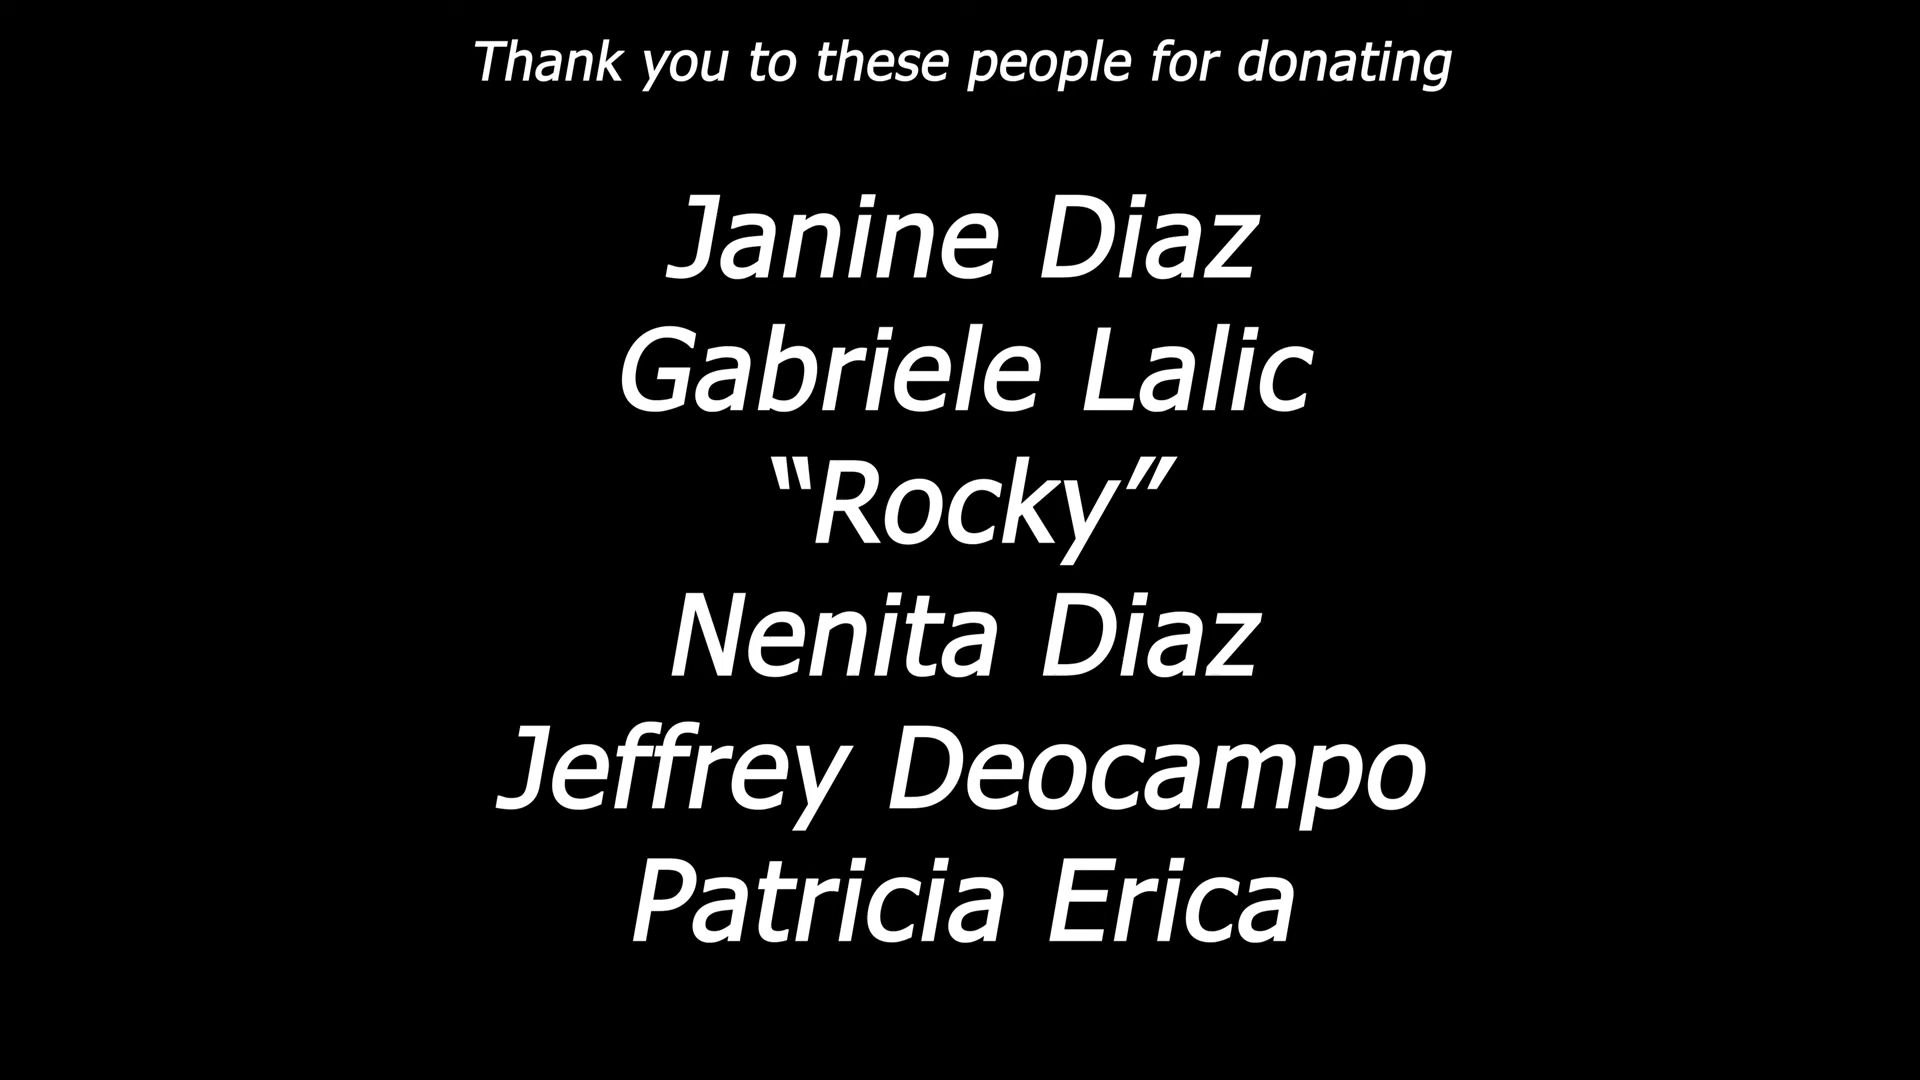 Thank you to these people for donating
Janine Diaz
Gabriele Lalic
“Rocky”
Nenita Diaz
Jeffrey Deocampo
Patricia Erica